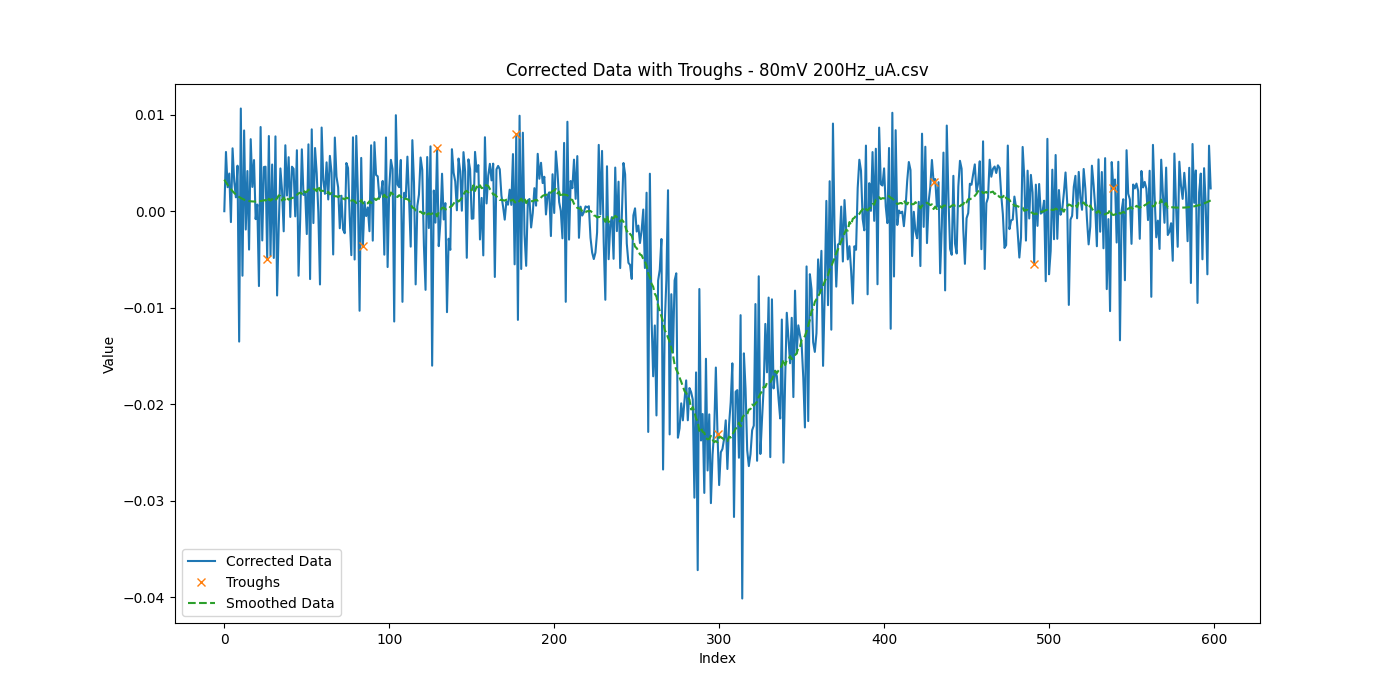 Corrected Data with Troughs - 80mV 200Hz_uA.csv
0.01
0.00
−0.01
−0.02
−0.03
−0.04
Value
Corrected Data
Troughs
Smoothed Data
0 100 200 300 400 500 600
Index